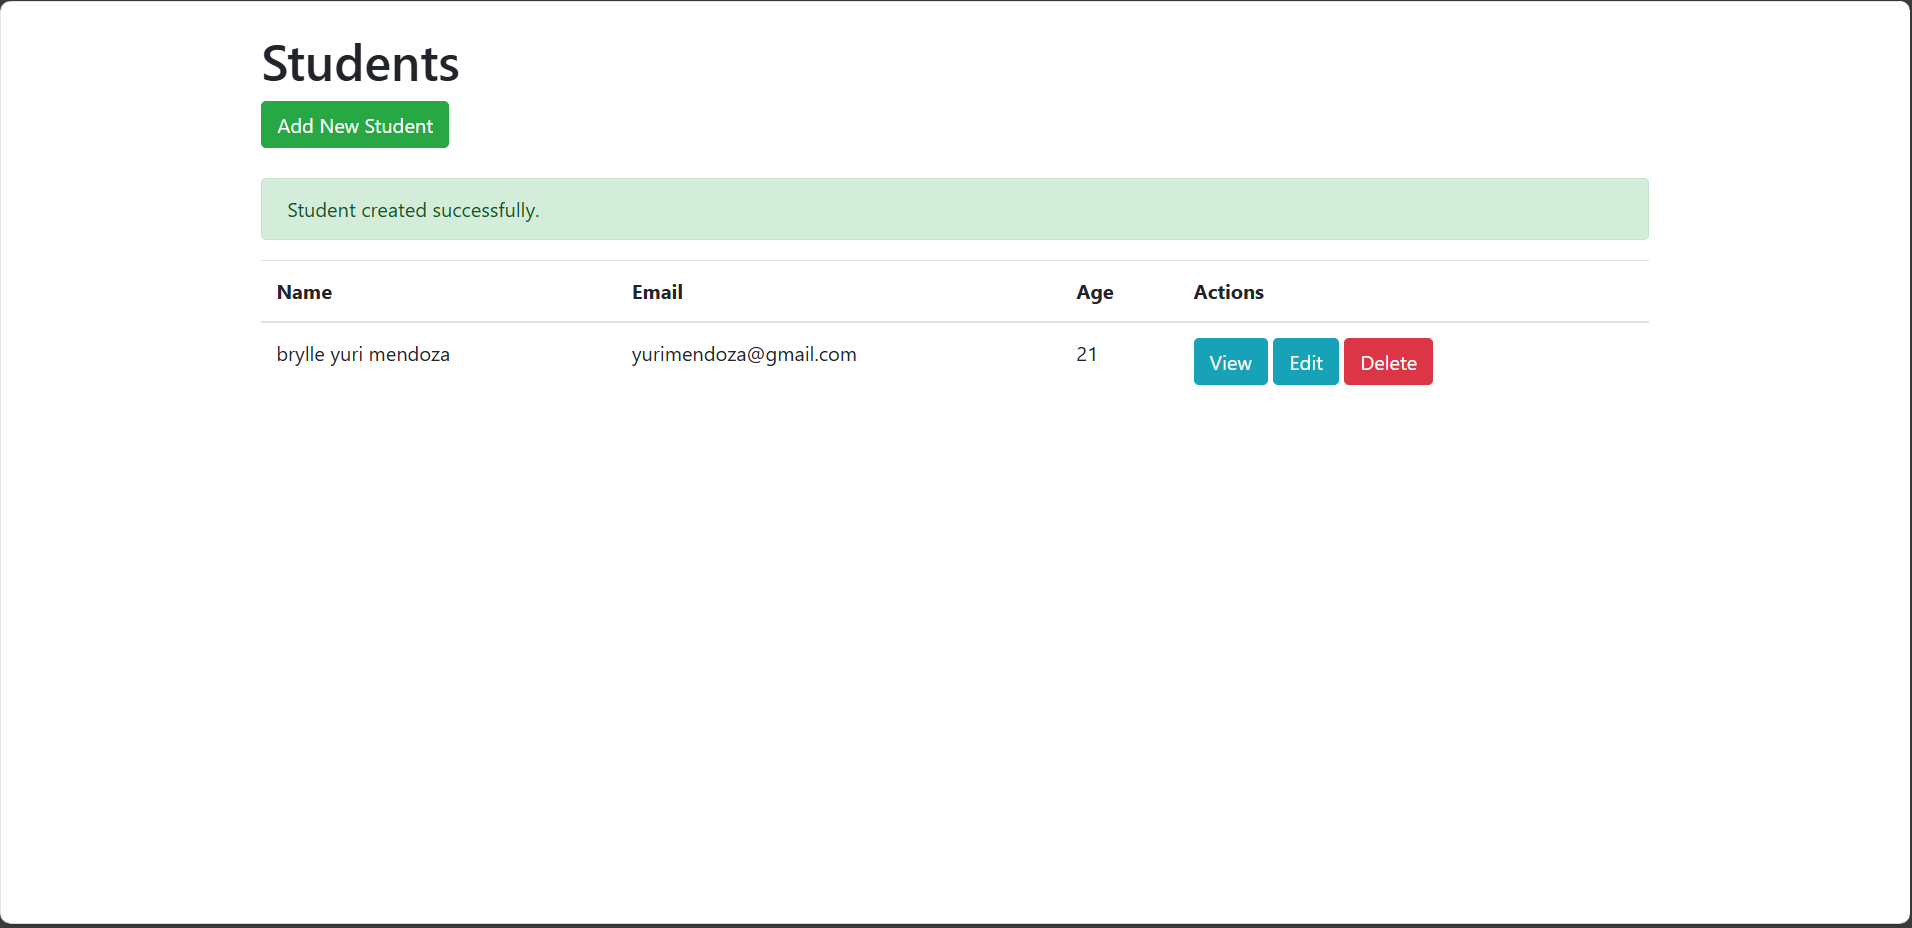 Students
Add New Student
Student created successfully.
Name Email Age Actions
brylle yuri mendoza yurimendoza@gmail.com 21 View Edit Delete